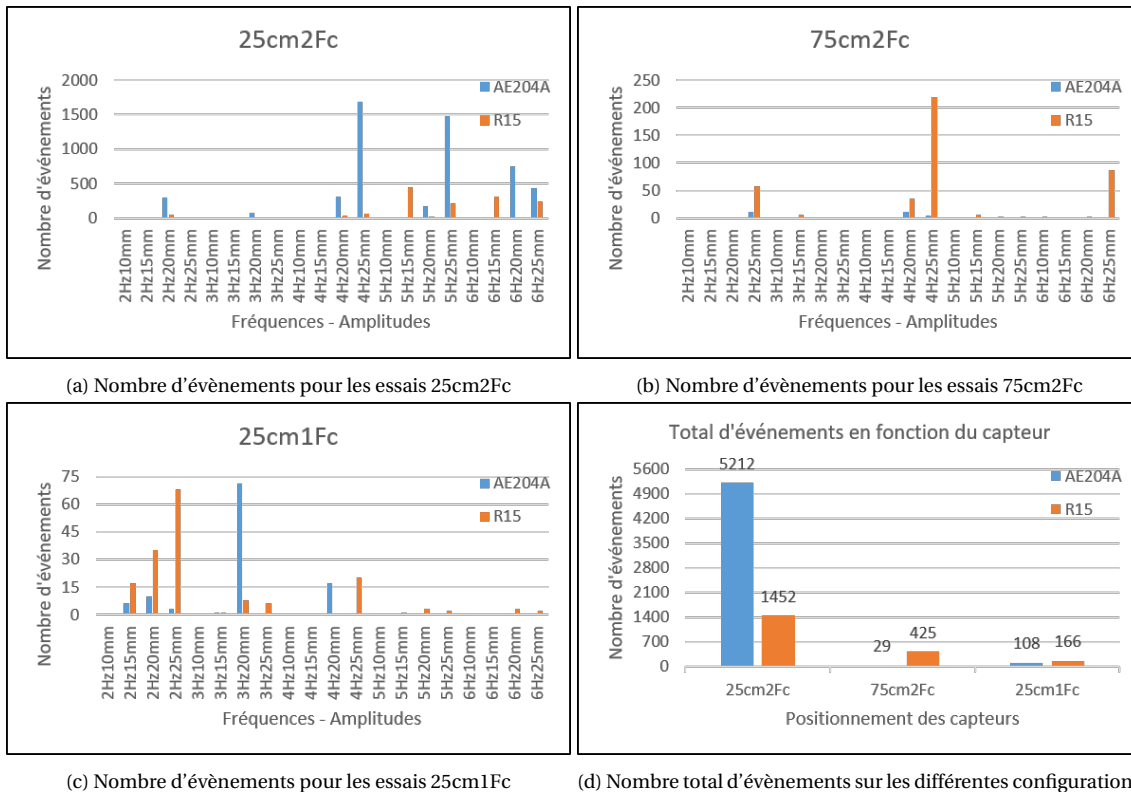 25cm2Fc
Nombre d'événements
2000
1500
1000
500
0
AE204A
R15
2Hz10mm
2Hz15mm
2Hz20mm
2Hz25mm
3Hz10mm
3Hz15mm
3Hz20mm
3Hz25mm
4Hz10mm
4Hz15mm
4Hz20mm
4Hz25mm
5Hz10mm
5Hz15mm
5Hz20mm
5Hz25mm
6Hz10mm
6Hz15mm
6Hz20mm
6Hz25mm
Fréquences - Amplitudes
(a) Nombre d'évènements pour les essais 25cm2Fc
75cm2Fc
Nombre d'événements
250
200
150
100
50
0
AE204A
R15
2Hz10mm
2Hz15mm
2Hz20mm
2Hz25mm
3Hz10mm
3Hz15mm
3Hz20mm
3Hz25mm
4Hz10mm
4Hz15mm
4Hz20mm
4Hz25mm
5Hz10mm
5Hz15mm
5Hz20mm
5Hz25mm
6Hz10mm
6Hz15mm
6Hz20mm
6Hz25mm
Fréquences - Amplitudes
(b) Nombre d'évènements pour les essais 75cm2Fc
25cm1Fc
Nombre d'événements
75
60
45
30
15
0
AE204A
R15
2Hz10mm
2Hz15mm
2Hz20mm
2Hz25mm
3Hz10mm
3Hz15mm
3Hz20mm
3Hz25mm
4Hz10mm
4Hz15mm
4Hz20mm
4Hz25mm
5Hz10mm
5Hz15mm
5Hz20mm
5Hz25mm
6Hz10mm
6Hz15mm
6Hz20mm
6Hz25mm
Fréquences - Amplitudes
(c) Nombre d'évènements pour les essais 25cm1Fc
Total d'événements en fonction du capteur
Nombre d'événements
5600
4900
4200
3500
2800
2100
1400
700
0
5212
1452
29
425
108
166
AE204A
R15
25cm2Fc
75cm2Fc
25cm1Fc
Positionnement des capteurs
(d) Nombre total d'évènements sur les différentes configuration